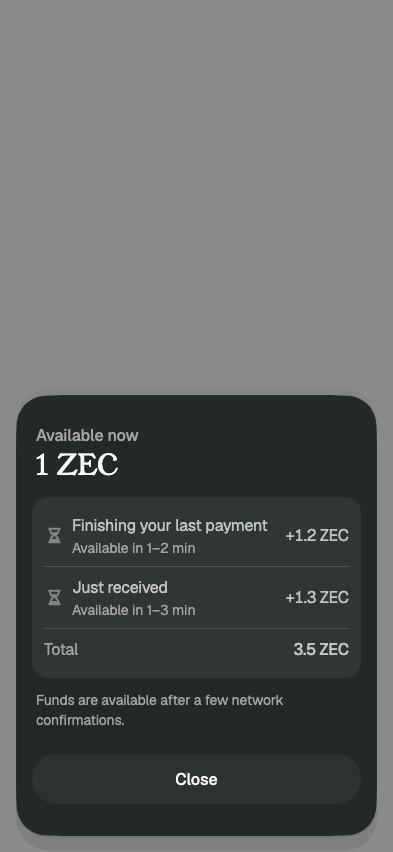 Available now
1 ZEC
Finishing your last payment
+1.2 ZEC
Available in 1–2 min
Just received
+1.3 ZEC
Available in 1–3 min
Total
3.5 ZEC
Funds are available after a few network
confirmations.
Close